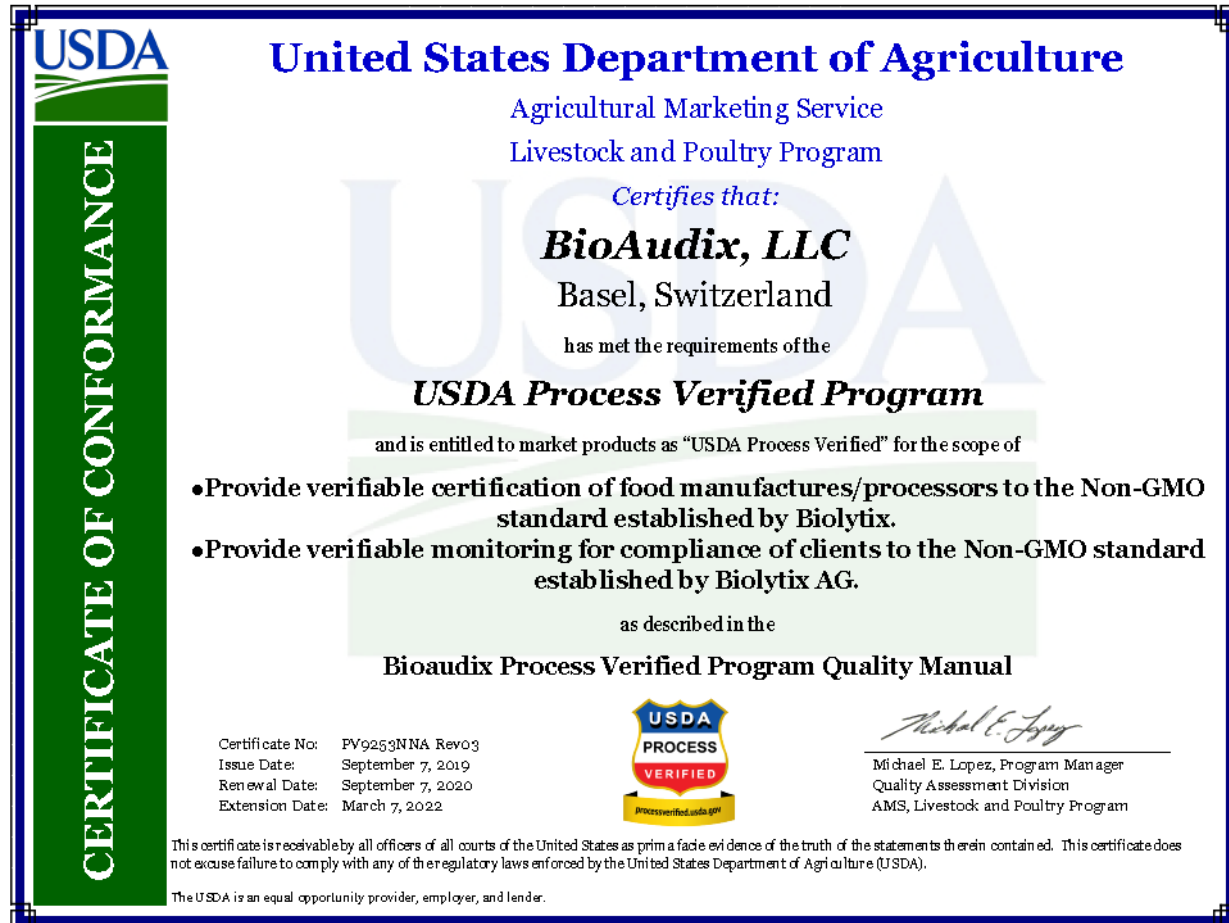 USDA
CERTIFICATE OF CONFORMANCE
United States Department of Agriculture
Agricultural Marketing Service
Livestock and Poultry Program
Certifies that:
BioAudix, LLC
Basel, Switzerland
has met the requirements of the
USDA Process Verified Program
and is entitled to market products as “USDA Process Verified” for the scope of
•Provide verifiable certification of food manufactures/processors to the Non-GMO
standard established by Biolytix.
•Provide verifiable monitoring for compliance of clients to the Non-GMO standard
established by Biolytix AG.
as described in the
Bioaudix Process Verified Program Quality Manual
Certificate No: PV9253NNA Rev03
Issue Date: September 7, 2019
Renewal Date: September 7, 2020
Extension Date: March 7, 2022
USDA
PROCESS
VERIFIED
processverified.usda.gov
Michael E. Lopez
Michael E. Lopez, Program Manager
Quality Assessment Division
AMS, Livestock and Poultry Program
This certificate is receivable by all officers of all courts of the United States as prima facie evidence of the truth of the statements therein contained. This certificate does
not excuse failure to comply with any of the regulatory laws enforced by the United States Department of Agriculture (USDA).
The USDA is an equal opportunity provider, employer, and lender.
USDA